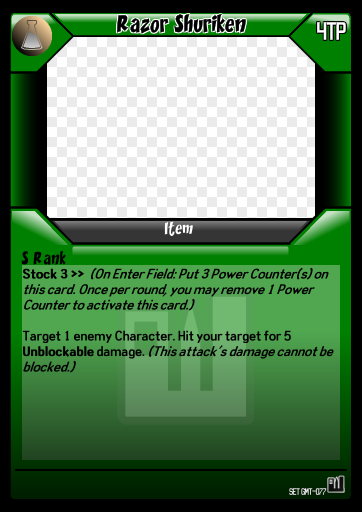 Razor Shuriken
4TP
Item
S Rank
Stock 3 >> (On Enter Field: Put 3 Power Counter(s) on
this card. Once per round, you may remove 1 Power
Counter to activate this card.)
Target 1 enemy Character. Hit your target for 5
Unblockable damage. (This attack's damage cannot be
blocked.)
SET GMT-077